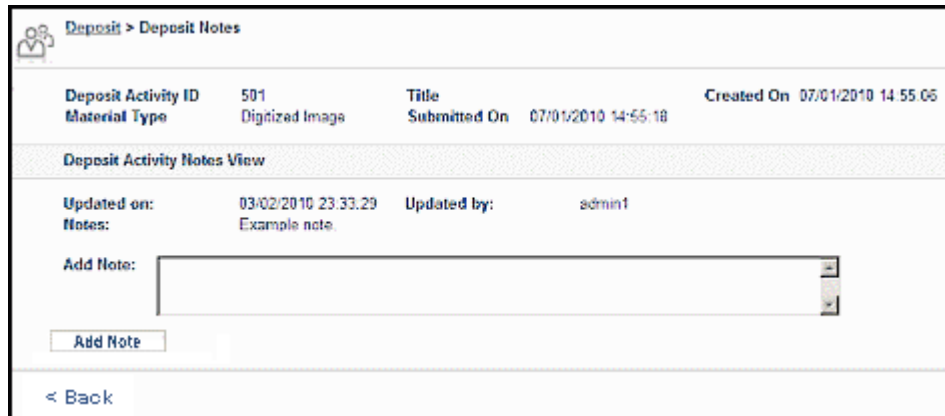 Deposit > Deposit Notes
Deposit Activity ID 501 Title Created On 07/01/2010 14:55:06
Material Type Digitized Image Submitted On 07/01/2010 14:55:18
Deposit Activity Notes View
Updated on: 03/02/2010 23:33:29 Updated by: admin1
Notes: Example note.
Add Note:
Add Note
< Back